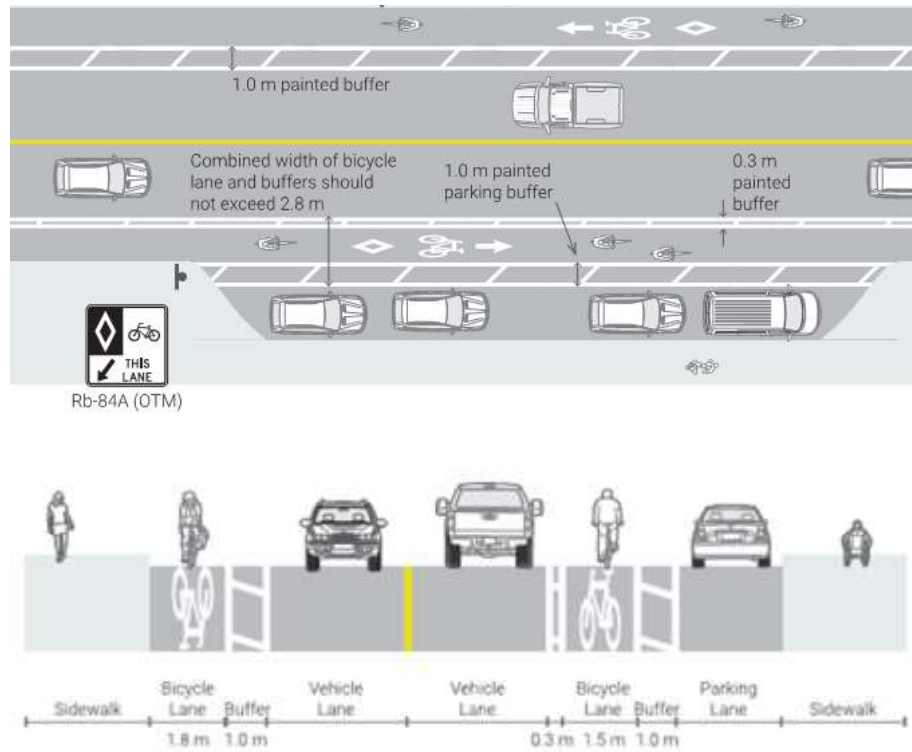 1.0 m painted buffer
Combined width of bicycle
lane and buffers should
not exceed 2.8 m
1.0 m painted
parking buffer
0.3 m
painted
buffer
THIS
LANE
Rb-84A (OTM)
Sidewalk
Bicycle
Lane
Buffer
Vehicle
Lane
Vehicle
Lane
Bicycle
Lane
Buffer
Parking
Lane
Sidewalk
1.8 m 1.0 m
0.3 m 1.5 m 1.0 m